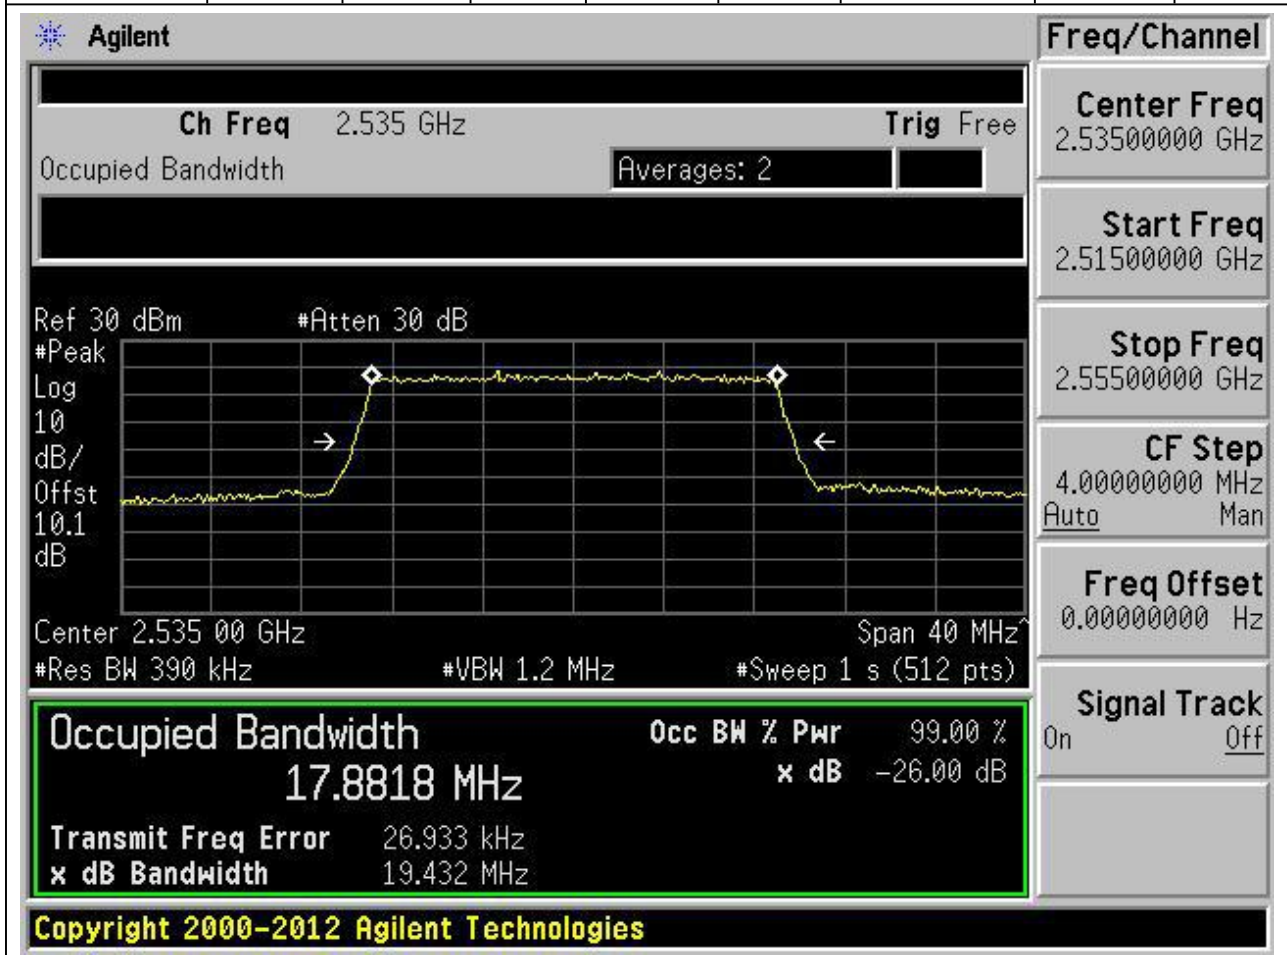 Agilent
Freq/Channel
Ch Freq 2.535 GHz Trig Free
Occupied Bandwidth Averages: 2
Center Freq
2.53500000 GHz
Start Freq
2.51500000 GHz
Stop Freq
2.55500000 GHz
CF Step
4.00000000 MHz
Auto Man
Freq Offset
0.00000000 Hz
Signal Track
On Off
Ref 30 dBm #Atten 30 dB
#Peak
Log
10
dB/
Offst
10.1
dB
Center 2.535 00 GHz Span 40 MHz^
#Res BW 390 kHz #VBW 1.2 MHz #Sweep 1 s (512 pts)
Occupied Bandwidth Occ BW % Pwr 99.00 %
17.8818 MHz x dB -26.00 dB
Transmit Freq Error 26.933 kHz
x dB Bandwidth 19.432 MHz
Copyright 2000-2012 Agilent Technologies